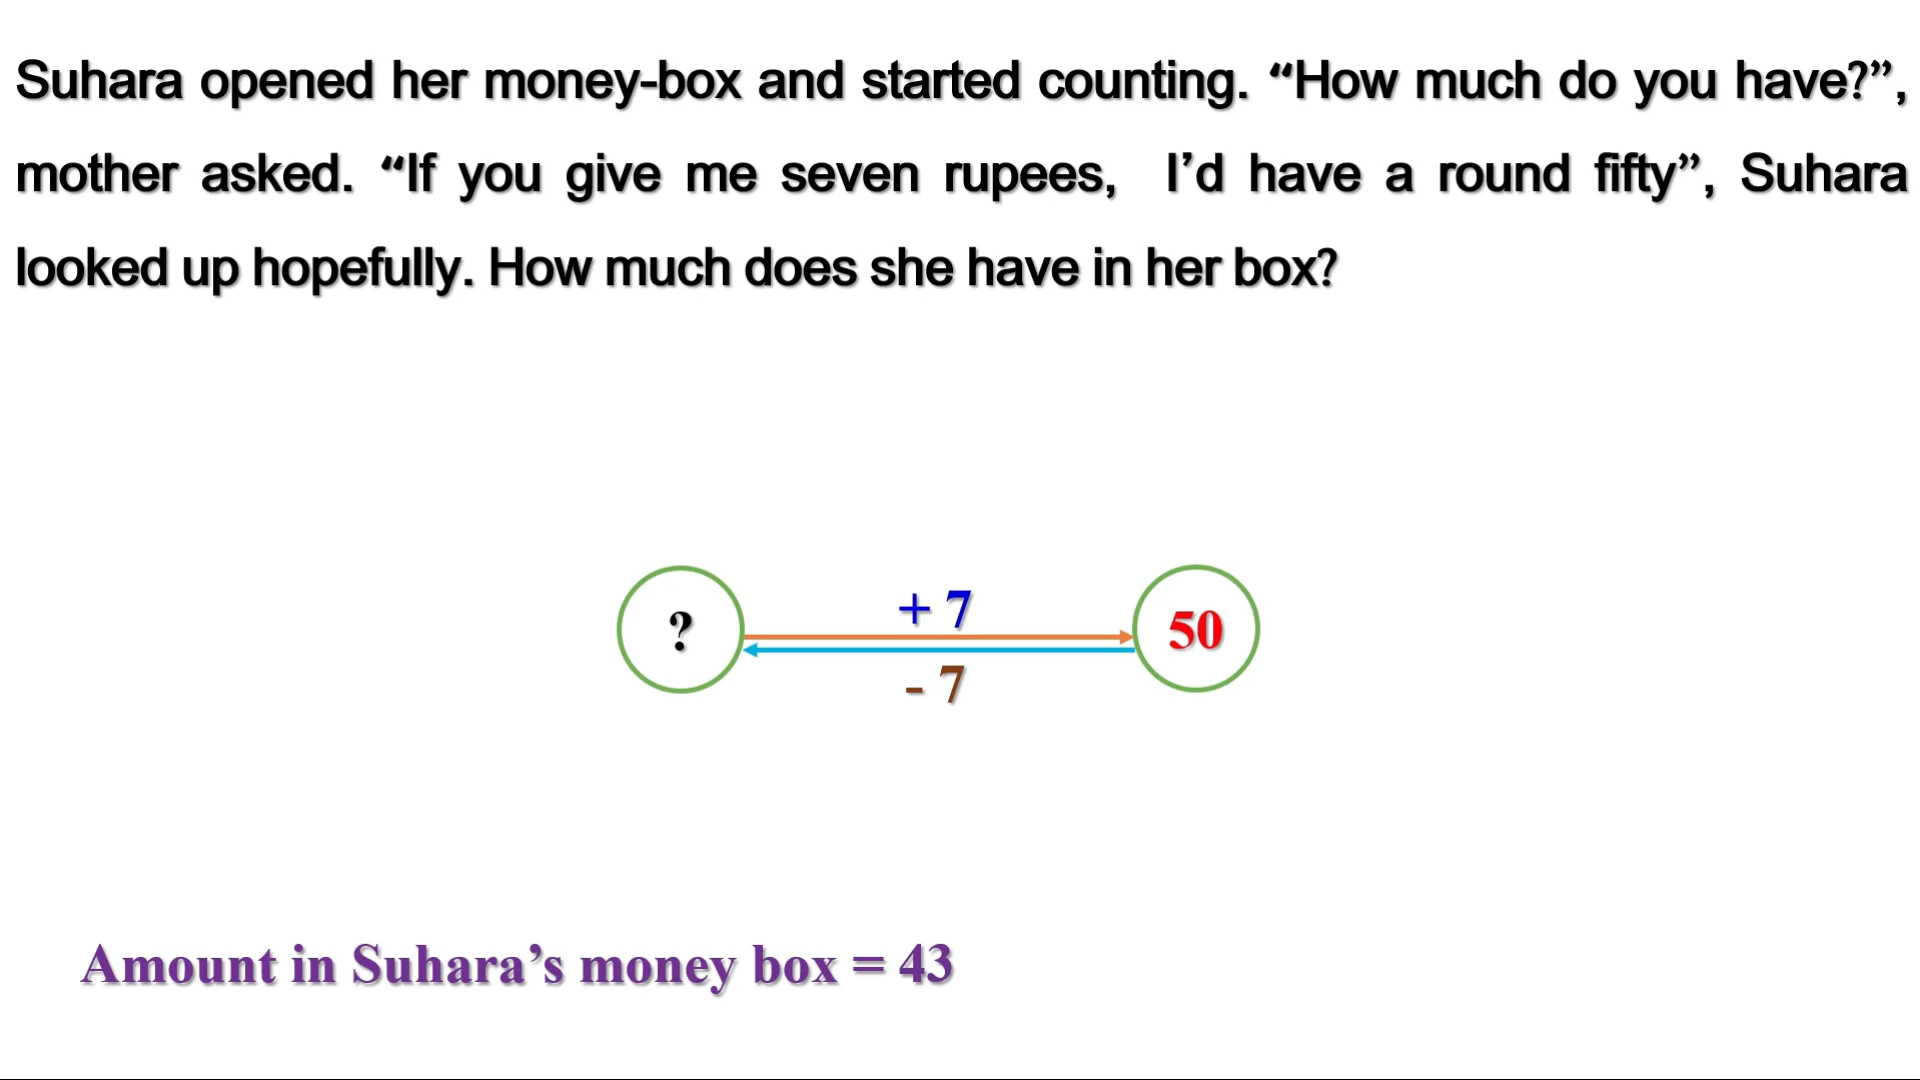 Suhara opened her money-box and started counting. “How much do you have?”,
mother asked. “If you give me seven rupees, I’d have a round fifty”, Suhara
looked up hopefully. How much does she have in her box?
+ 7
?
50
- 7
Amount in Suhara’s money box = 43